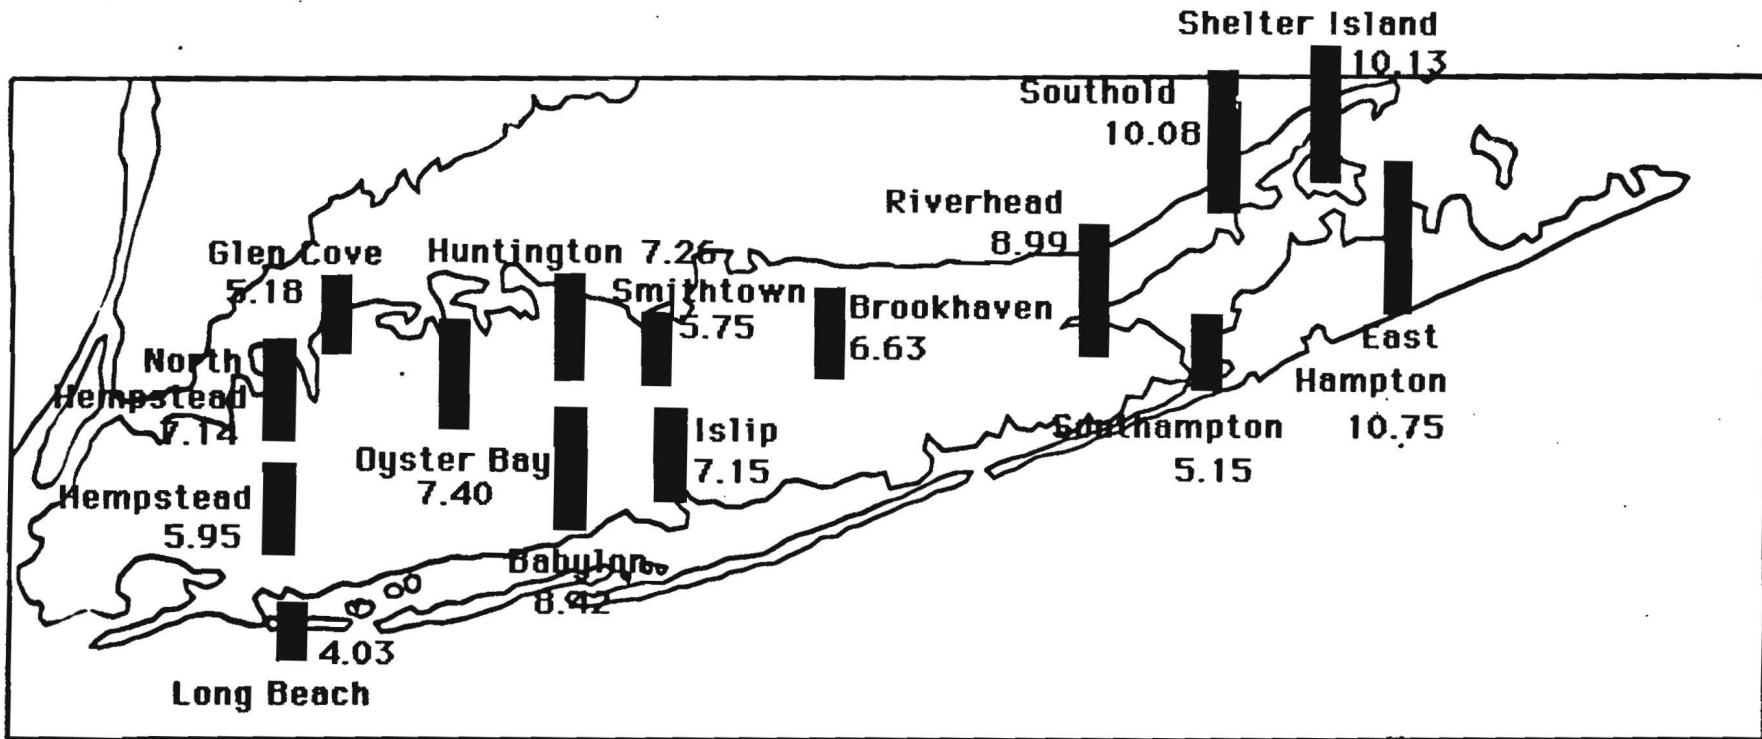 Shelter Island
10.13
Southold
10.08
Riverhead
8.99
Glen Cove
5.18
Huntington 7.26
Smithtown
5.75
Brookhaven
6.63
North
Hempstead
7.14
East
Hampton
10.75
Southampton
5.15
Islip
7.15
Oyster Bay
7.40
Hempstead
5.95
Babylon
8.42
4.03
Long Beach